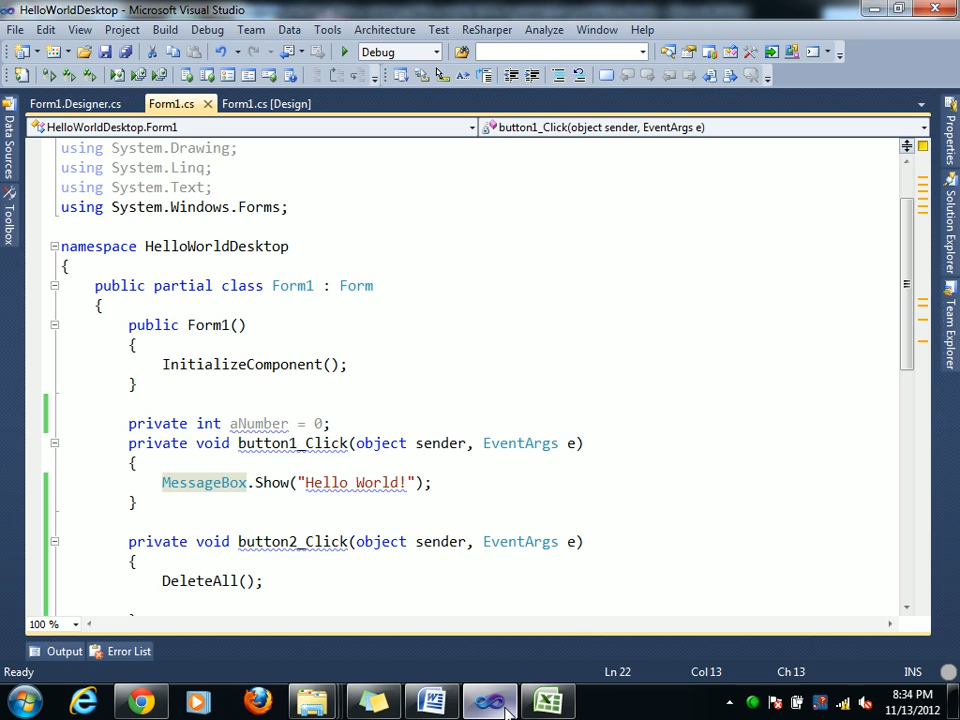 HelloWorldDesktop - Microsoft Visual Studio
File Edit View Project Build Debug Team Data Tools Architecture Test ReSharper Analyze Window Help
Debug
Form1.Designer.cs Form1.cs Form1.cs [Design]
HelloWorldDesktop.Form1 button1_Click(object sender, EventArgs e)
using System.Drawing;
using System.Linq;
using System.Text;
using System.Windows.Forms;
namespace HelloWorldDesktop
{
public partial class Form1 : Form
{
public Form1()
{
InitializeComponent();
}
private int aNumber = 0;
private void button1_Click(object sender, EventArgs e)
{
MessageBox.Show("Hello World!");
}
private void button2_Click(object sender, EventArgs e)
{
DeleteAll();
100 %
Data Sources
Toolbox
Properties
Solution Explorer
Team Explorer
Output Error List
Ready Ln 22 Col 13 Ch 13 INS
8:34 PM
11/13/2012